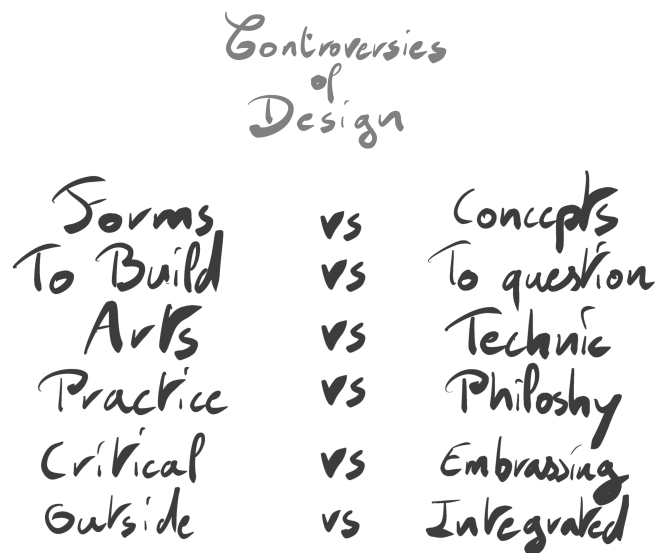 Controversies
of
Design
Forms vs Concepts
To Build vs To question
Arts vs Technic
Practice vs Philoshy
Critical vs Embrassing
Outside vs Integrated